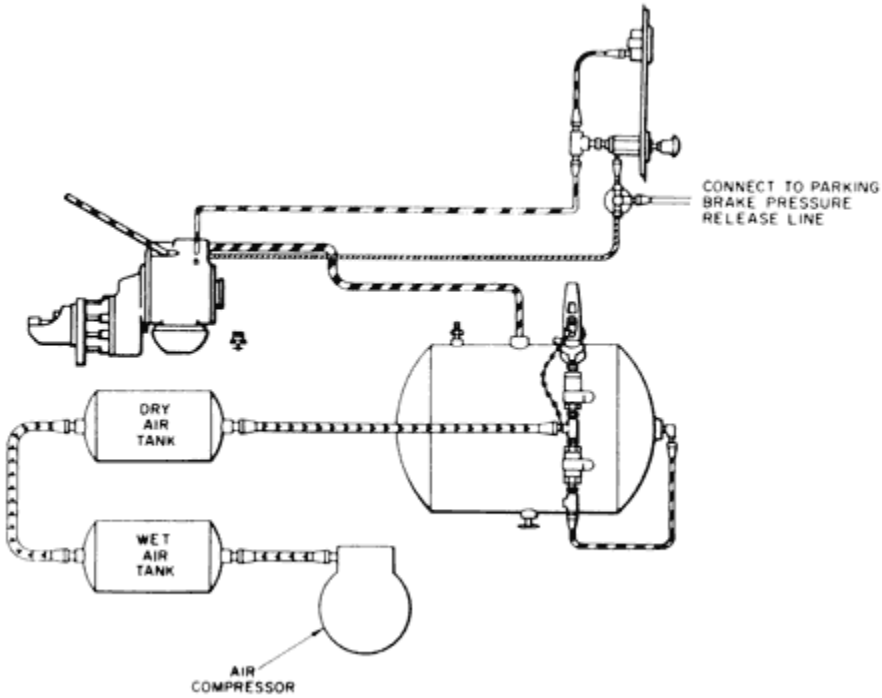 CONNECT TO PARKING
BRAKE PRESSURE
RELEASE LINE
DRY
AIR
TANK
WET
AIR
TANK
AIR
COMPRESSOR